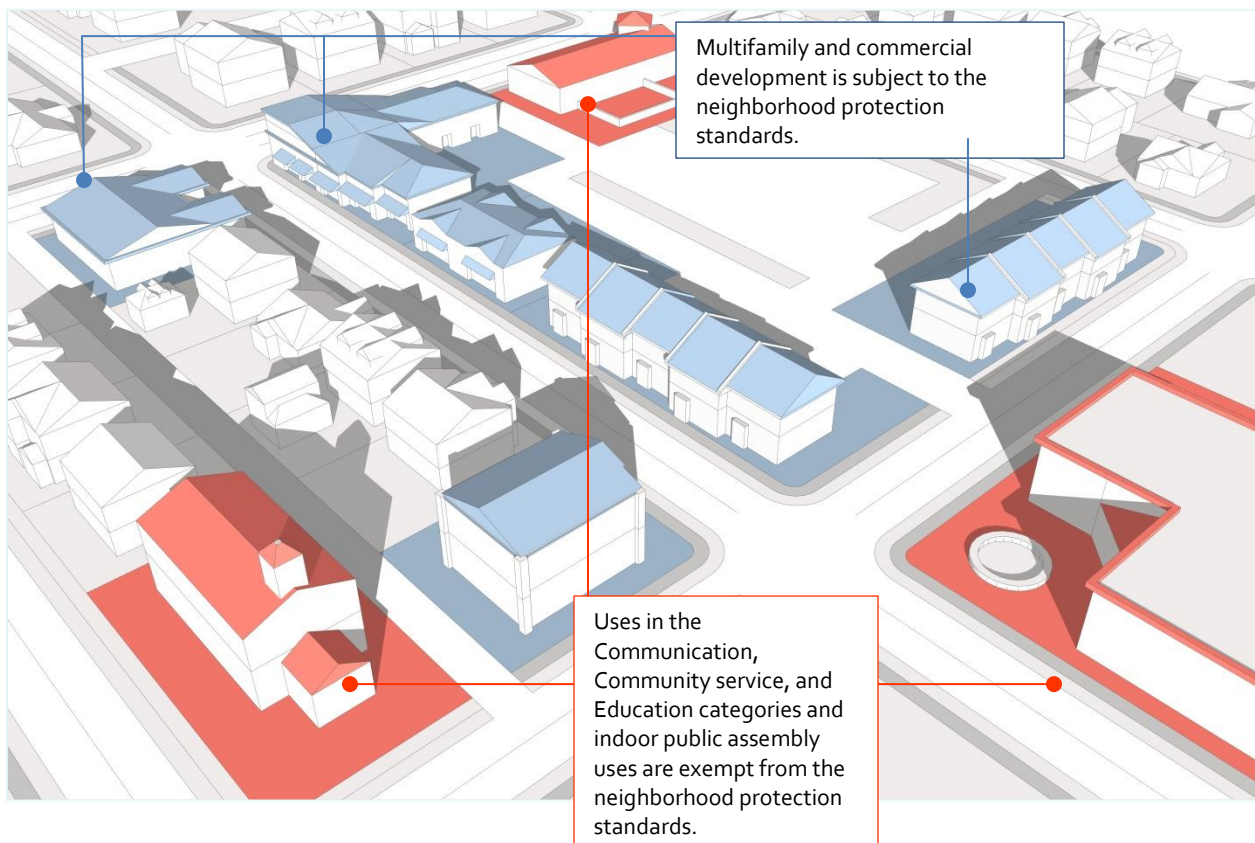 Multifamily and commercial
development is subject to the
neighborhood protection
standards.
Uses in the
Communication,
Community service, and
Education categories and
indoor public assembly
uses are exempt from the
neighborhood protection
standards.